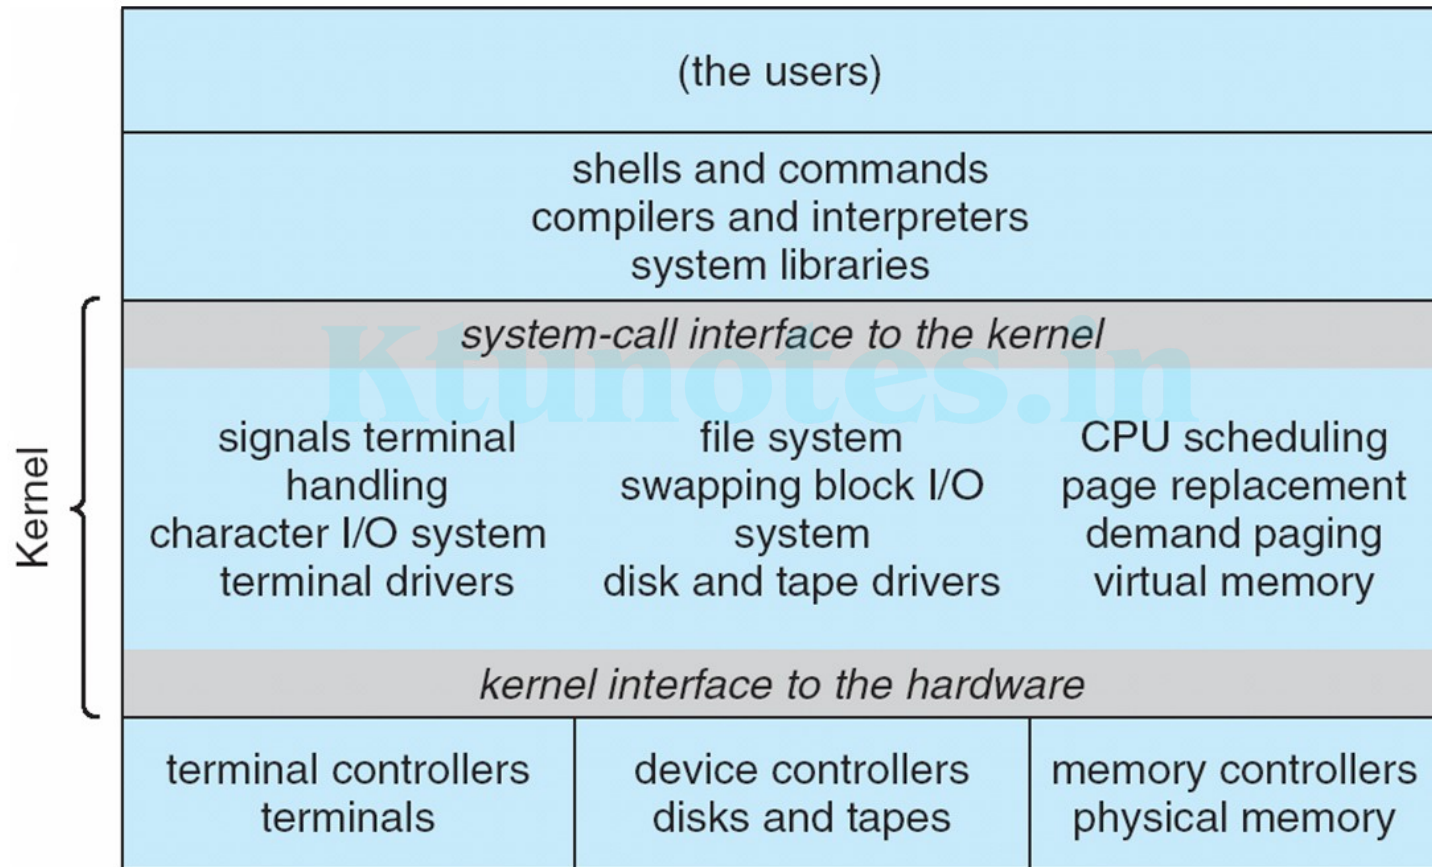 (the users)
shells and commands
compilers and interpreters
system libraries
Kernel
system-call interface to the kernel
Ktunotes.in
signals terminal
handling
character I/O system
terminal drivers
file system
swapping block I/O
system
disk and tape drivers
CPU scheduling
page replacement
demand paging
virtual memory
kernel interface to the hardware
terminal controllers
terminals
device controllers
disks and tapes
memory controllers
physical memory